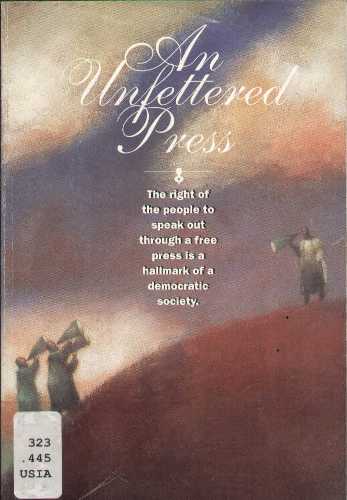 An
Unfettered
Press
The right of
the people to
speak out
through a free
press is a
hallmark of a
democratic
society.
323
.445
USIA